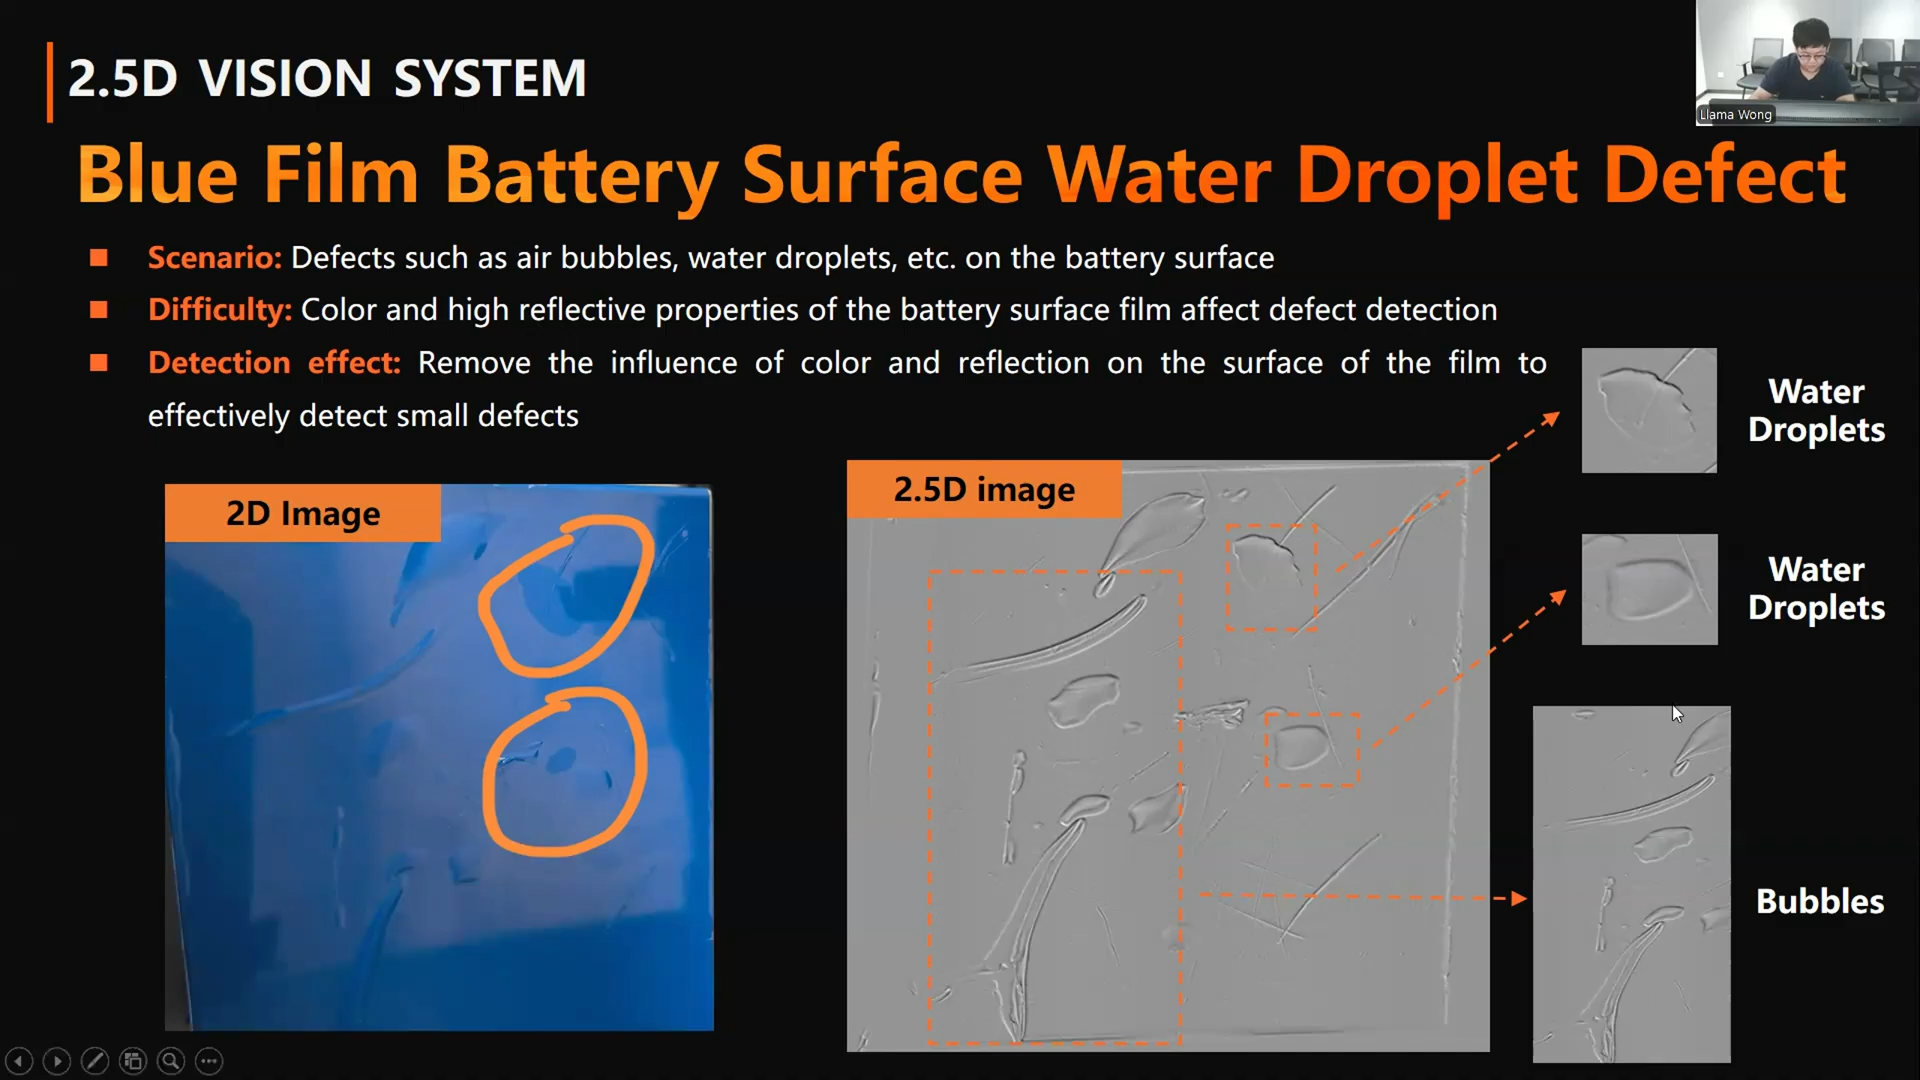 2.5D VISION SYSTEM
Llama Wong
Blue Film Battery Surface Water Droplet Defect
Scenario: Defects such as air bubbles, water droplets, etc. on the battery surface
Difficulty: Color and high reflective properties of the battery surface film affect defect detection
Detection effect: Remove the influence of color and reflection on the surface of the film to
effectively detect small defects
2D Image
2.5D image
Water
Droplets
Water
Droplets
Bubbles